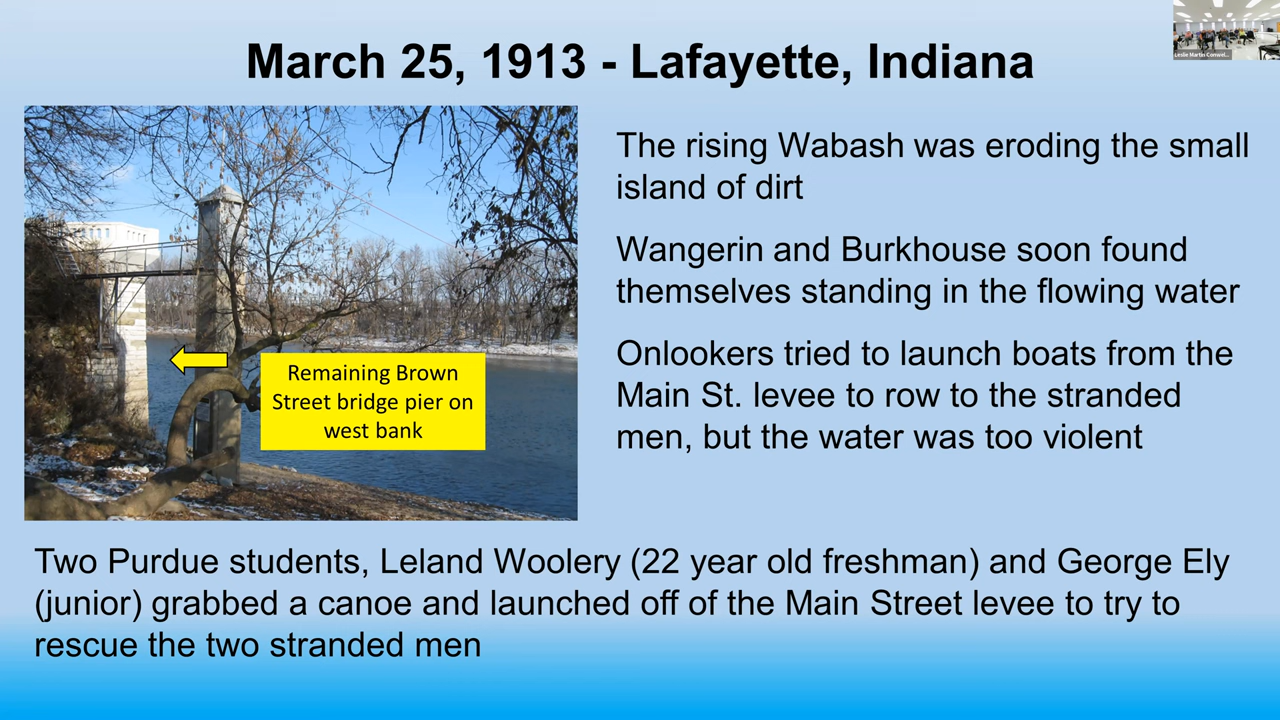 March 25, 1913 - Lafayette, Indiana
The rising Wabash was eroding the small
island of dirt
Wangerin and Burkhouse soon found
themselves standing in the flowing water
Onlookers tried to launch boats from the
Main St. levee to row to the stranded
men, but the water was too violent
Remaining Brown
Street bridge pier on
west bank
Two Purdue students, Leland Woolery (22 year old freshman) and George Ely
(junior) grabbed a canoe and launched off of the Main Street levee to try to
rescue the two stranded men
Leslie Martin Conwel...